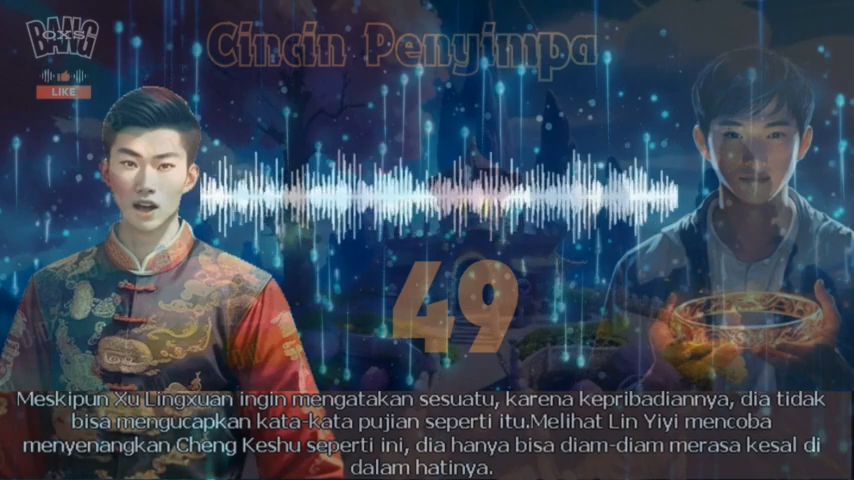 BANG
OXS
LIKE
Cincin Penyimpa
49
Meskipun Xu Lingxuan ingin mengatakan sesuatu, karena kepribadiannya, dia tidak
bisa mengucapkan kata-kata pujian seperti itu.Melihat Lin Yiyi mencoba
menyenangkan Cheng Keshu seperti ini, dia hanya bisa diam-diam merasa kesal di
dalam hatinya.